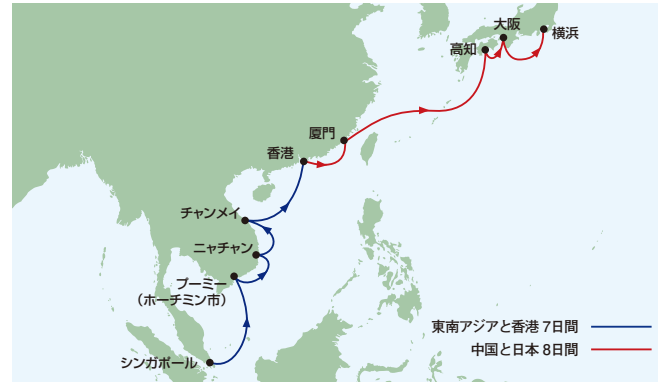 大阪
横浜
高知
厦門
香港
チャンメイ
ニャチャン
プーミー
（ホーチミン市）
シンガポール
東南アジアと香港 7日間
中国と日本 8日間